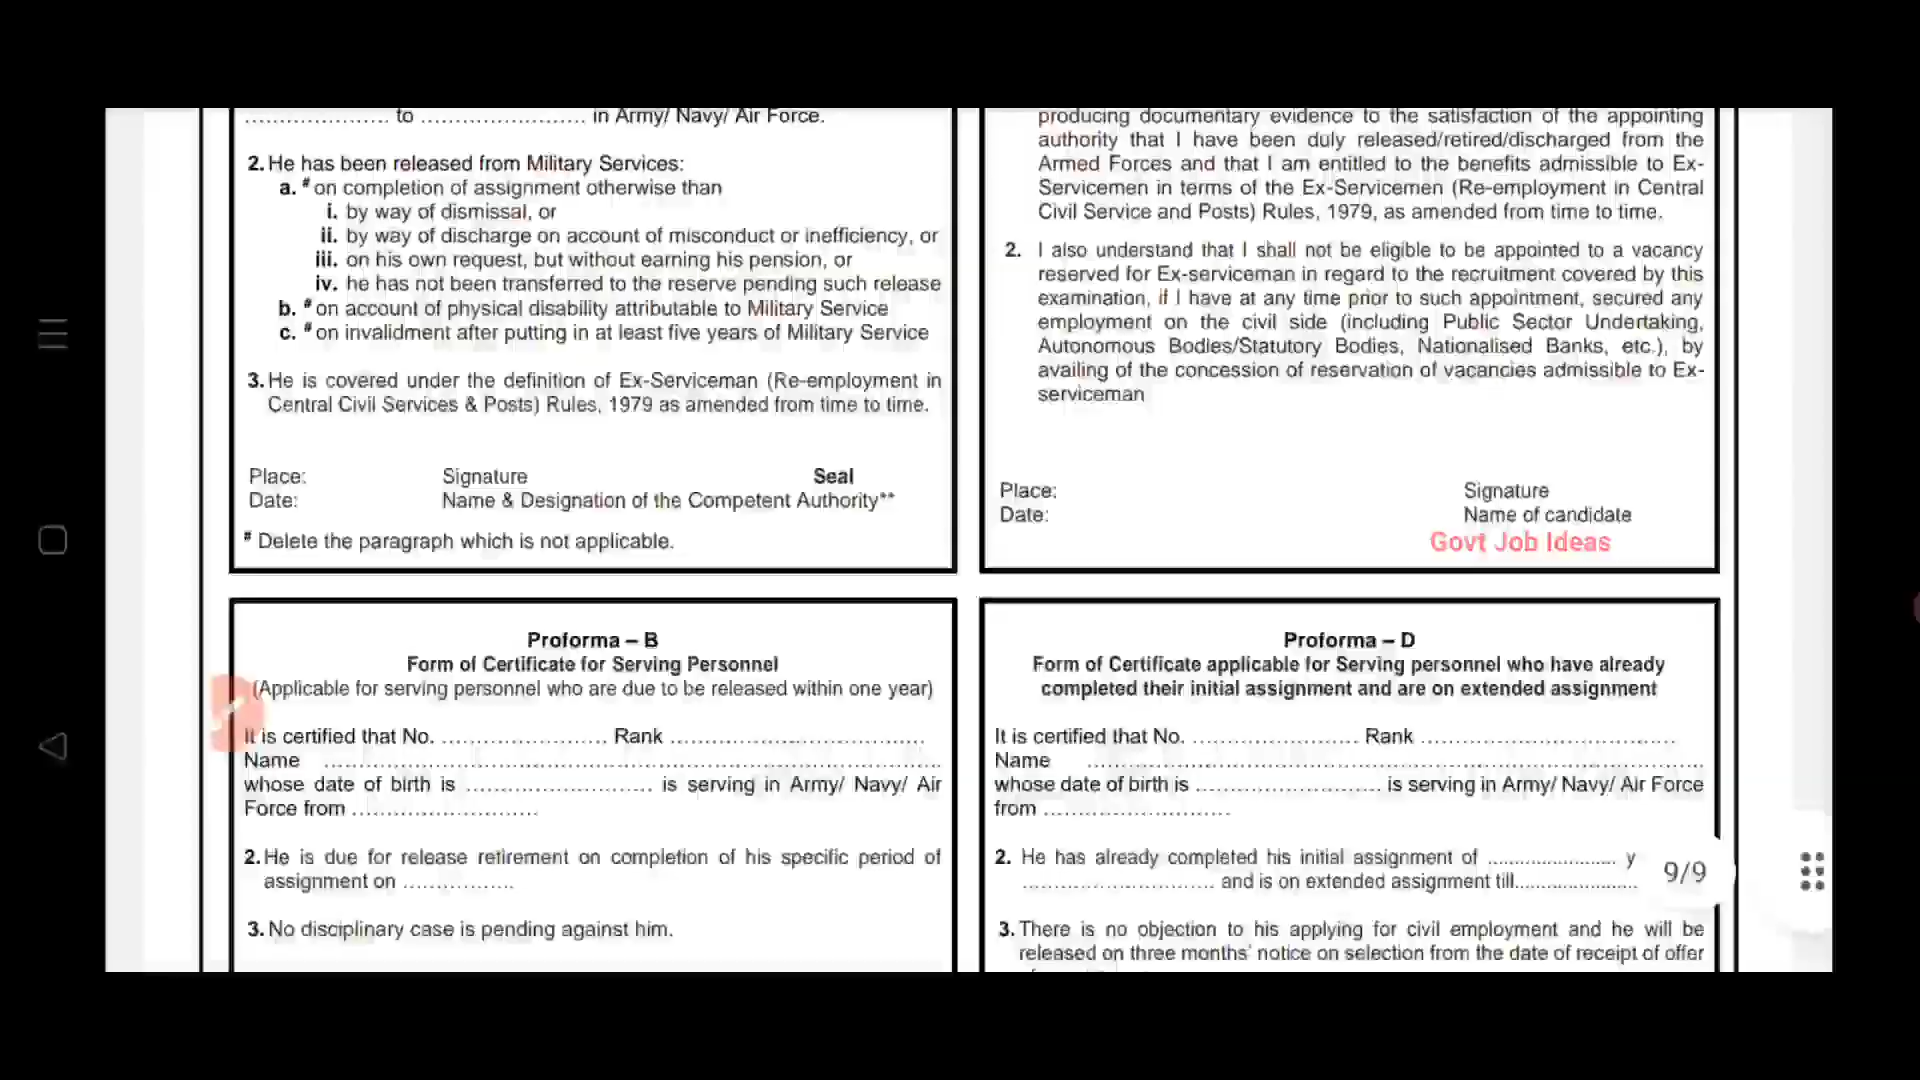 ..................... to ........................ in Army/ Navy/ Air Force.
2. He has been released from Military Services:
a. # on completion of assignment otherwise than
i. by way of dismissal, or
ii. by way of discharge on account of misconduct or inefficiency, or
iii. on his own request, but without earning his pension, or
iv. he has not been transferred to the reserve pending such release
b. # on account of physical disability attributable to Military Service
c. # on invalidment after putting in at least five years of Military Service
3. He is covered under the definition of Ex-Serviceman (Re-employment in
Central Civil Services & Posts) Rules, 1979 as amended from time to time.
Place: Signature Seal
Date: Name & Designation of the Competent Authority**
# Delete the paragraph which is not applicable.
producing documentary evidence to the satisfaction of the appointing
authority that I have been duly released/retired/discharged from the
Armed Forces and that I am entitled to the benefits admissible to Ex-
Servicemen in terms of the Ex-Servicemen (Re-employment in Central
Civil Service and Posts) Rules, 1979, as amended from time to time.
2. I also understand that I shall not be eligible to be appointed to a vacancy
reserved for Ex-serviceman in regard to the recruitment covered by this
examination, if I have at any time prior to such appointment, secured any
employment on the civil side (including Public Sector Undertaking,
Autonomous Bodies/Statutory Bodies, Nationalised Banks, etc.), by
availing of the concession of reservation of vacancies admissible to Ex-
serviceman
Place: Signature
Date: Name of candidate
Govt Job Ideas
Proforma – B
Form of Certificate for Serving Personnel
(Applicable for serving personnel who are due to be released within one year)
It is certified that No. ........................ Rank .....................................
Name ..........................................................................................
whose date of birth is ........................... is serving in Army/ Navy/ Air
Force from ...........................
2. He is due for release retirement on completion of his specific period of
assignment on ................
3. No disciplinary case is pending against him.
Proforma – D
Form of Certificate applicable for Serving personnel who have already
completed their initial assignment and are on extended assignment
It is certified that No. ........................ Rank .....................................
Name ..........................................................................................
whose date of birth is ........................... is serving in Army/ Navy/ Air Force
from ...........................
2. He has already completed his initial assignment of ........................ y
............................ and is on extended assignment till........................
3. There is no objection to his applying for civil employment and he will be
released on three months' notice on selection from the date of receipt of offer
9/9